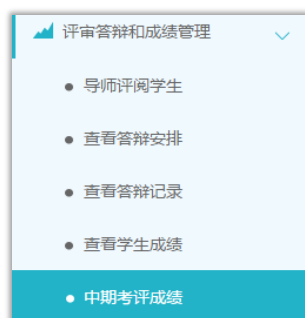 评审答辩和成绩管理
导师评阅学生
查看答辩安排
查看答辩记录
查看学生成绩
中期考评成绩